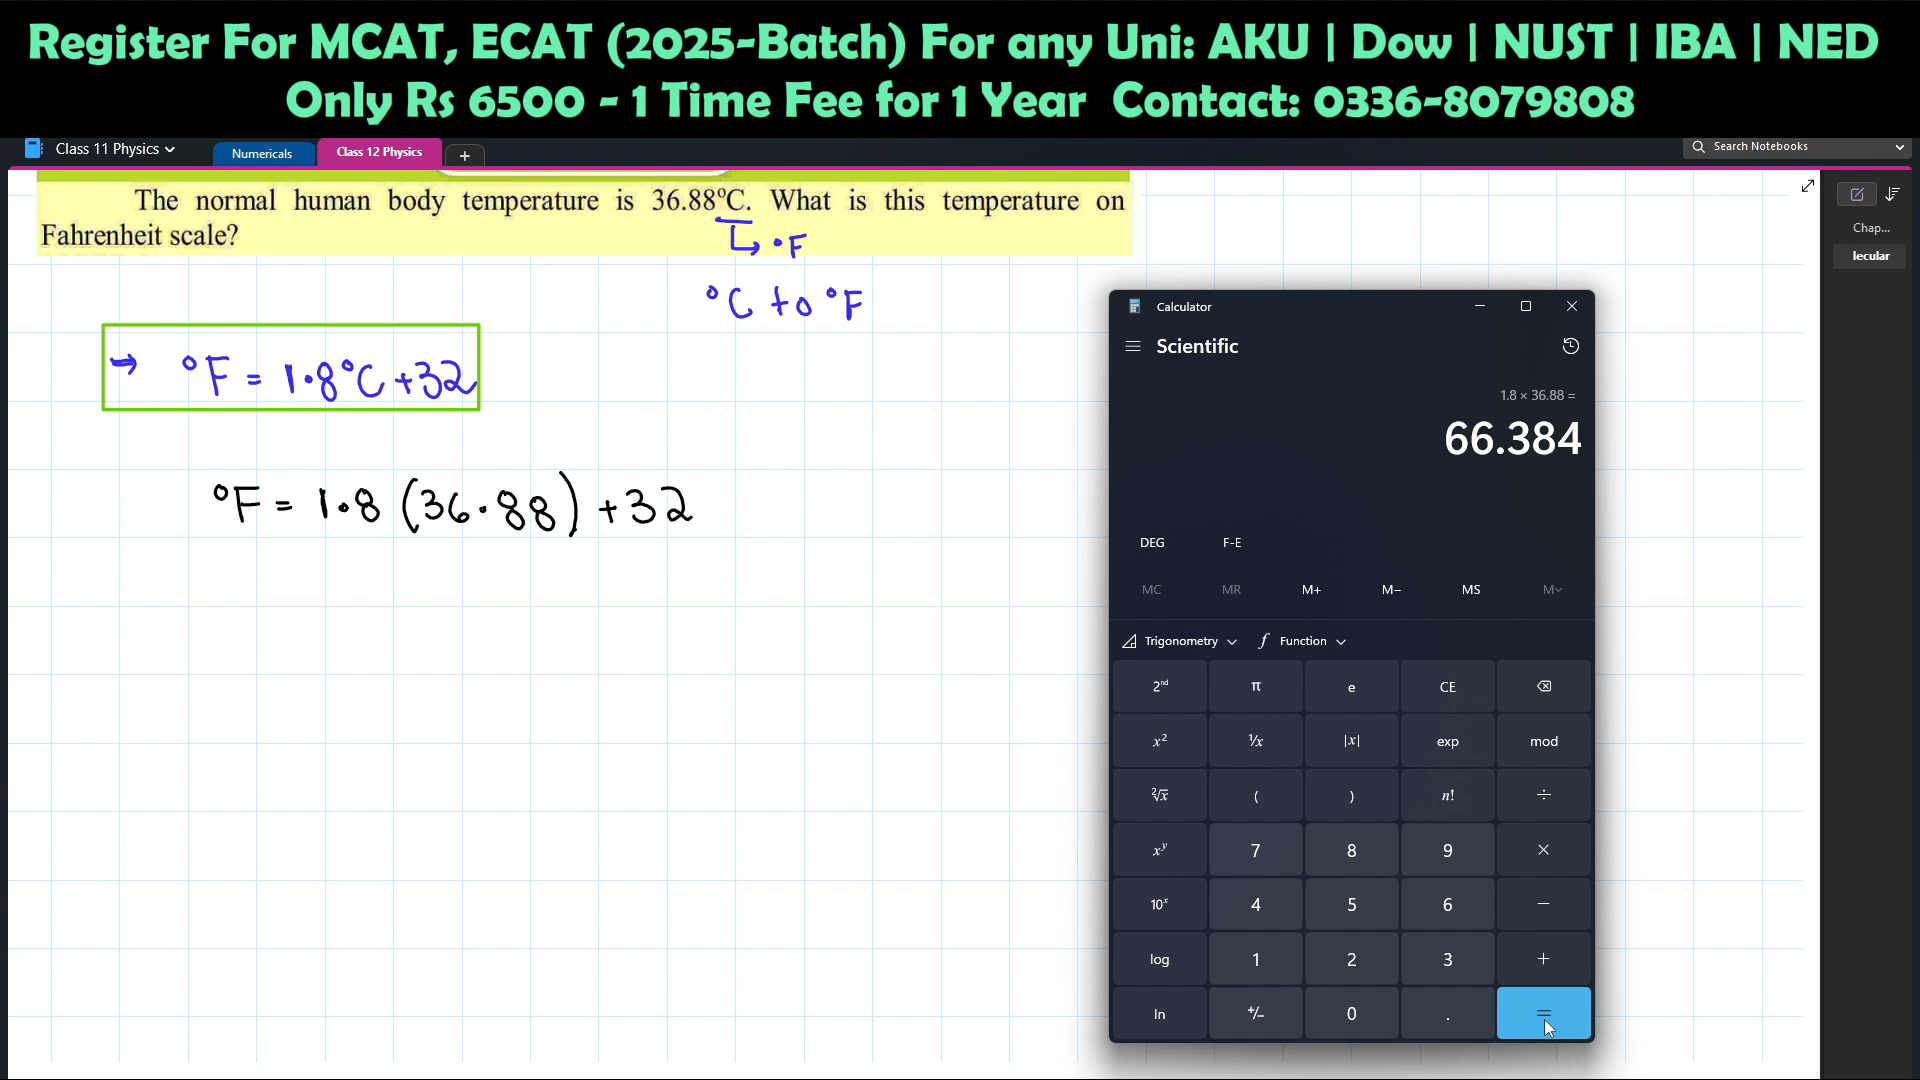 Register For MCAT, ECAT (2025-Batch) For any Uni: AKU | Dow | NUST | IBA | NED
Only Rs 6500 - 1 Time Fee for 1 Year Contact: 0336-8079808
Class 11 Physics
Numericals
Class 12 Physics
+
Search Notebooks
The normal human body temperature is 36.88°C. What is this temperature on
Fahrenheit scale?
°F
°C to °F
→ °F = 1.8°C + 32
°F = 1.8 (36.88) + 32
Chap...
lecular
Calculator
Scientific
1.8 × 36.88 =
66.384
DEG F-E
MC MR M+ M− MS M
Trigonometry f Function
2ⁿᵈ π e CE
x² ¹/x |x| exp mod
²√x ( ) n! ÷
xʸ 7 8 9 ×
10ˣ 4 5 6 −
log 1 2 3 +
ln +/− 0 . =